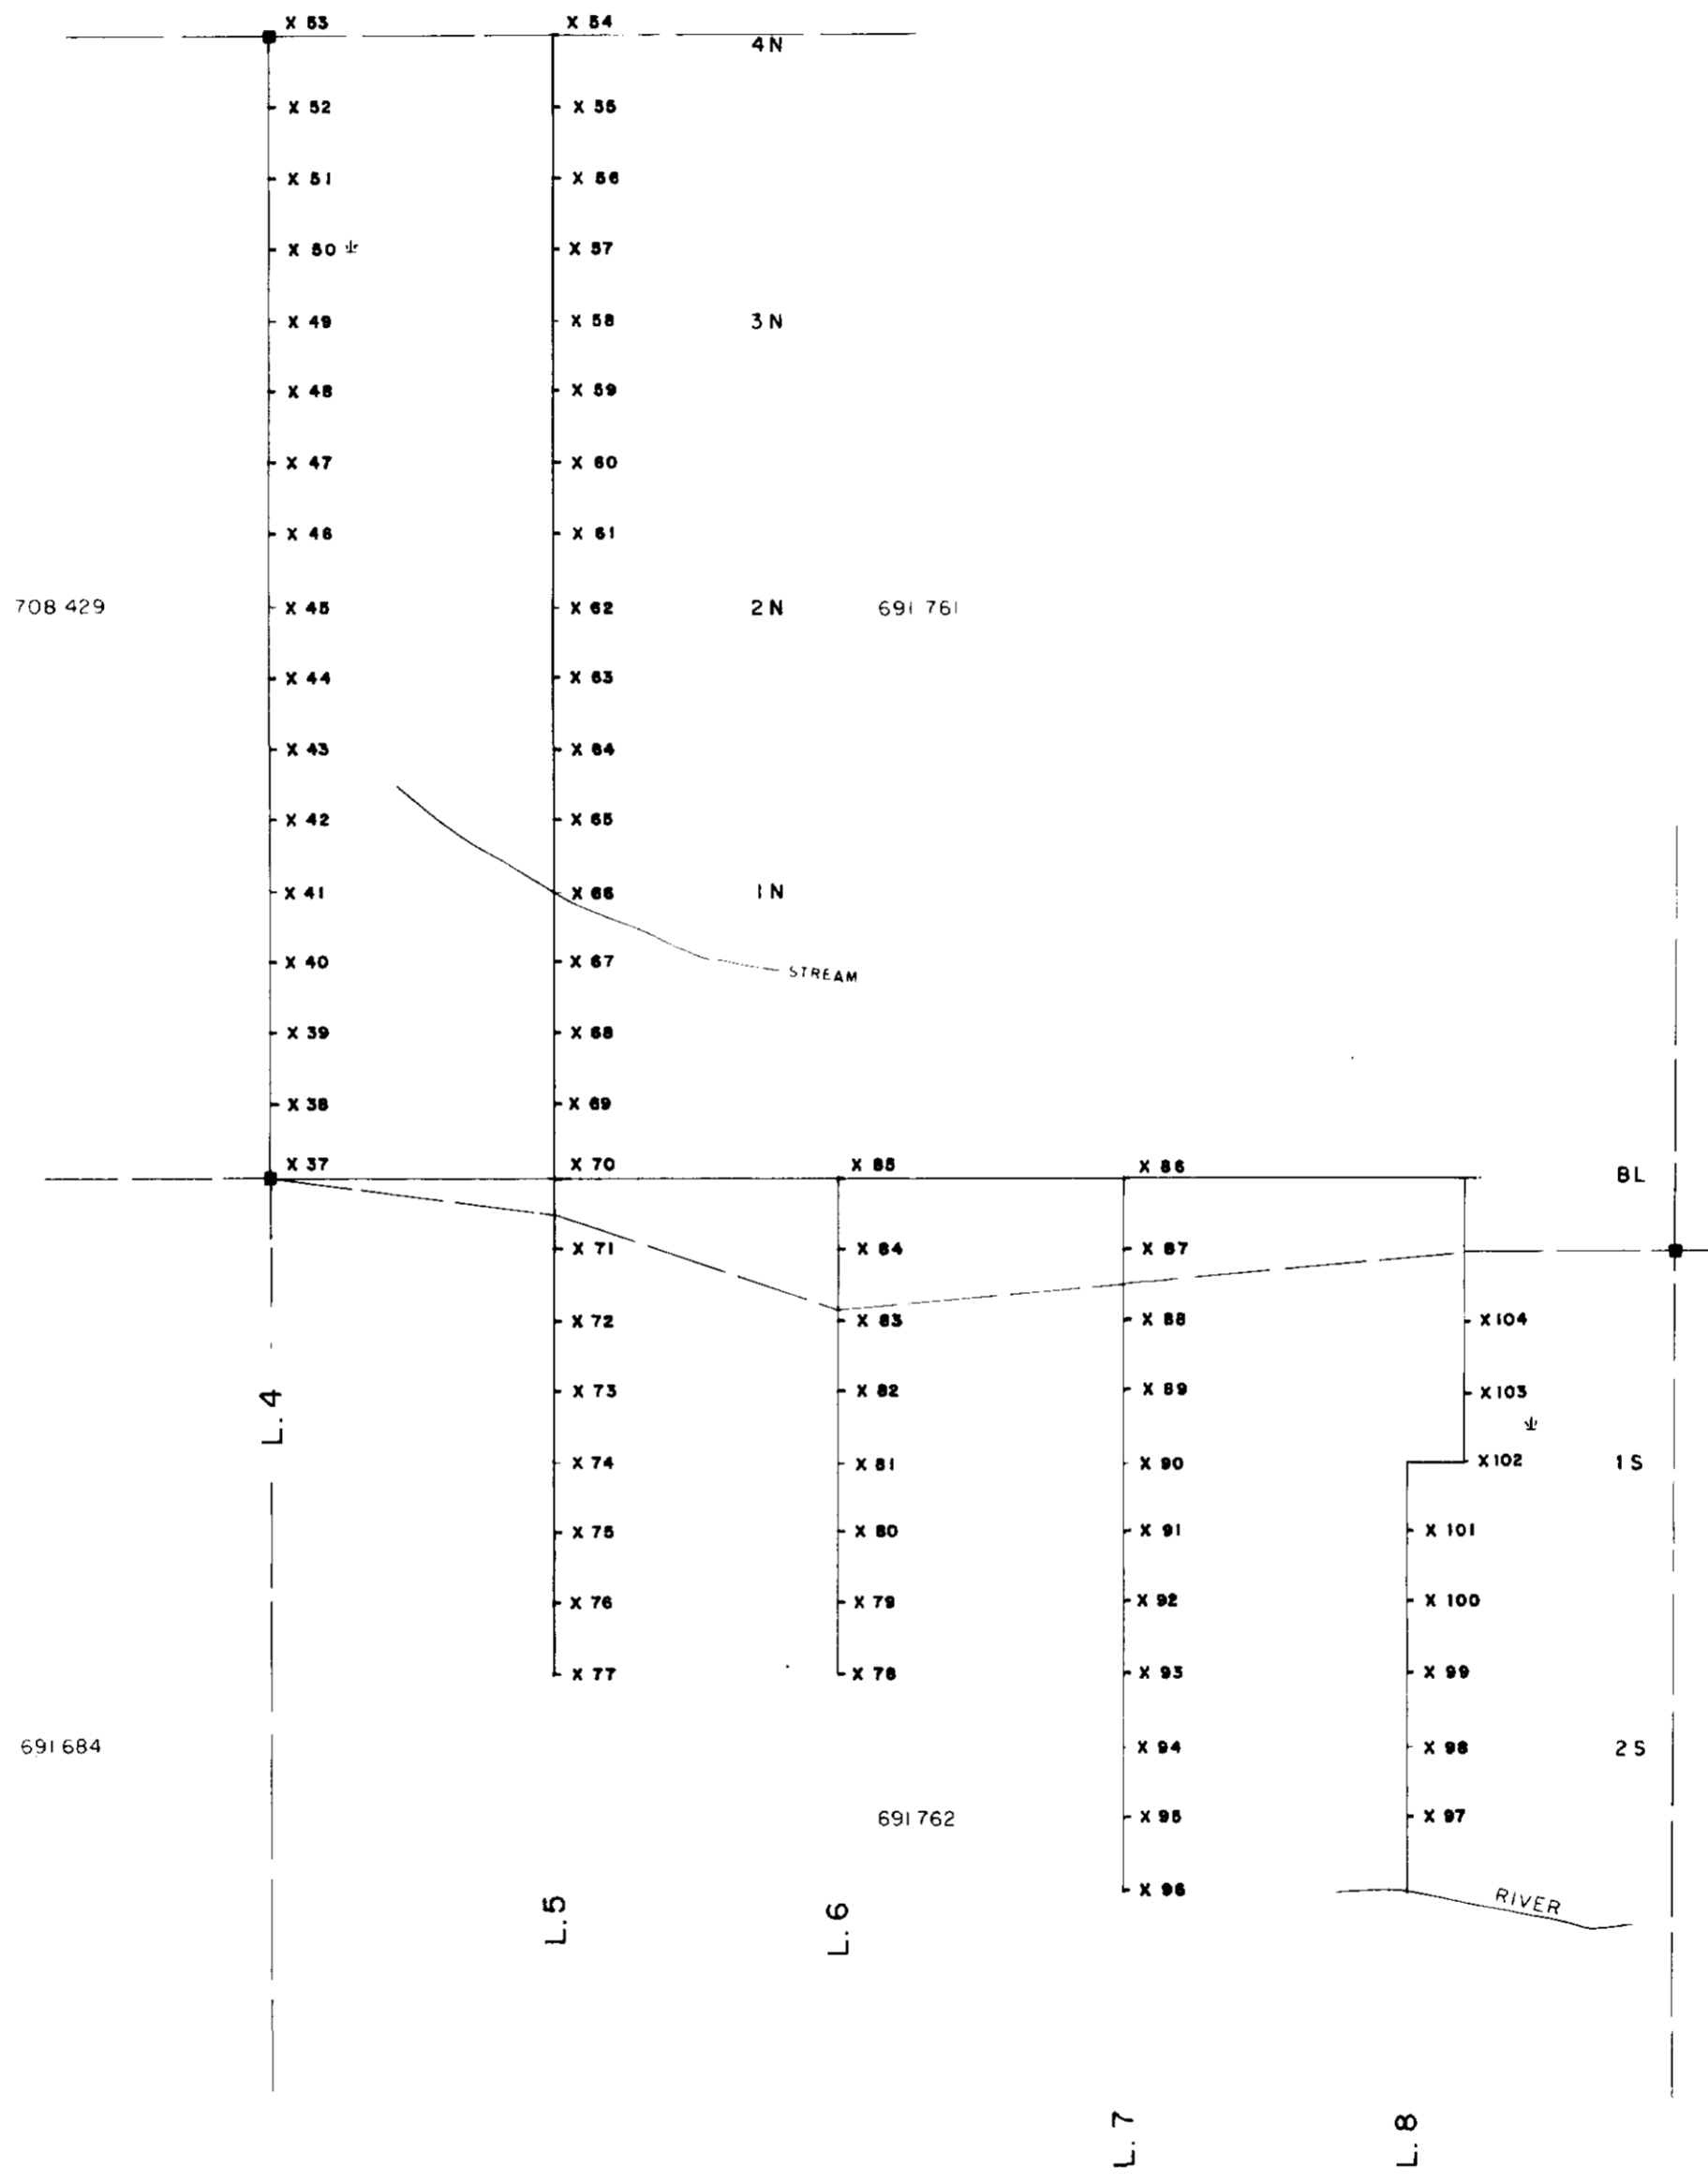 X 53 X 54
4N
X 52 X 55
X 51 X 56
X 50 X 57
X 49 X 58 3N
X 48 X 59
X 47 X 60
X 46 X 61
708 429 X 45 X 62 2N 691 761
X 44 X 63
X 43 X 64
X 42 X 65
X 41 X 66 1N
X 40 X 67 STREAM
X 39 X 68
X 38 X 69
X 37 X 70 X 85 X 86 BL
X 71 X 84 X 87
X 72 X 83 X 88 X 104
X 73 X 82 X 89 X 103
L.4
X 74 X 81 X 90 X 102 1S
X 75 X 80 X 91 X 101
X 76 X 79 X 92 X 100
X 77 X 78 X 93 X 99
691 684 X 94 X 98 2S
691 762 X 95 X 97
X 96 RIVER
L.5 L.6
L.7 L.8